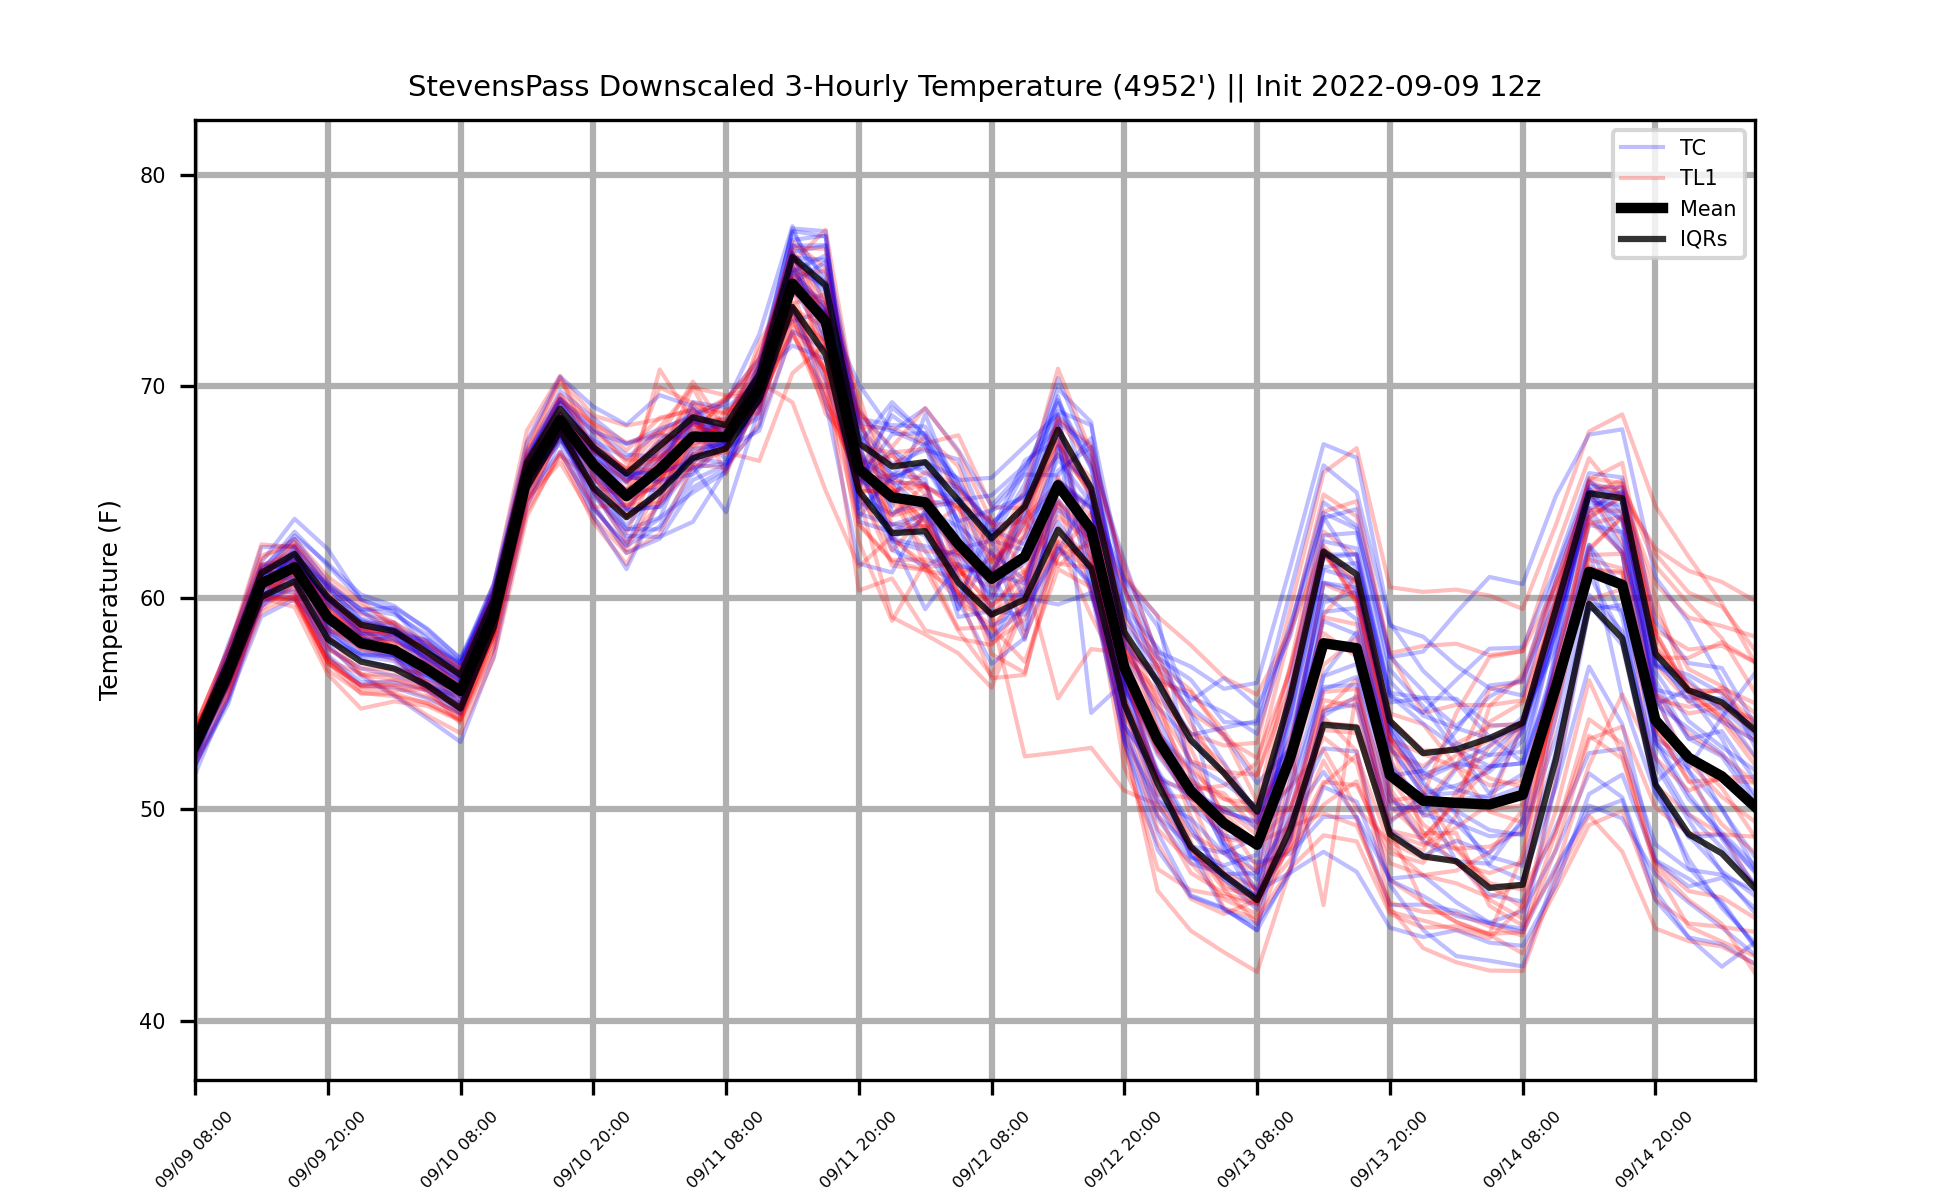 StevensPass Downscaled 3-Hourly Temperature (4952') || Init 2022-09-09 12z
TC
TL1
Mean
IQRs
Temperature (F)
80
70
60
50
40
09/09 08:00
09/09 20:00
09/10 08:00
09/10 20:00
09/11 08:00
09/11 20:00
09/12 08:00
09/12 20:00
09/13 08:00
09/13 20:00
09/14 08:00
09/14 20:00